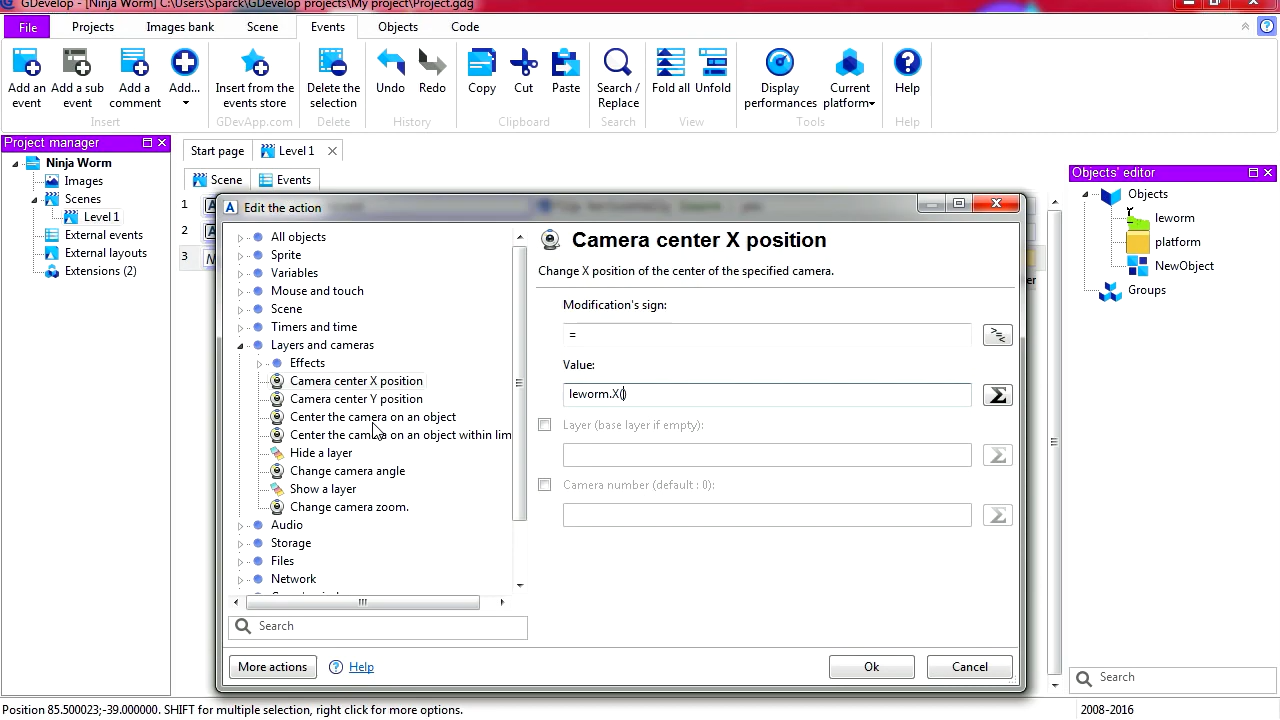 GDevelop - [Ninja Worm] C:\Users\Sparck\GDevelop projects\My project\Project.gdg
File Projects Images bank Scene Events Objects Code
Add an event
Add a sub event
Add a comment
Add...
Insert from the events store
Delete the selection
Undo
Redo
Copy
Cut
Paste
Search / Replace
Fold all
Unfold
Display performances
Current platform
Help
Insert
GDevApp.com
Delete
History
Clipboard
Search
View
Tools
Help
Project manager
Ninja Worm
Images
Scenes
Level 1
External events
External layouts
Extensions (2)
Start page
Level 1
Scene
Events
1
2
3
Edit the action
All objects
Sprite
Variables
Mouse and touch
Scene
Timers and time
Layers and cameras
Effects
Camera center X position
Camera center Y position
Center the camera on an object
Center the camera on an object within lim
Hide a layer
Change camera angle
Show a layer
Change camera zoom.
Audio
Storage
Files
Network
Search
More actions
Help
Camera center X position
Change X position of the center of the specified camera.
Modification's sign:
=
Value:
leworm.X()
Layer (base layer if empty):
Camera number (default : 0):
Ok
Cancel
Objects' editor
Objects
leworm
platform
NewObject
Groups
Search
Position 85.500023;-39.000000. SHIFT for multiple selection, right click for more options.
2008-2016